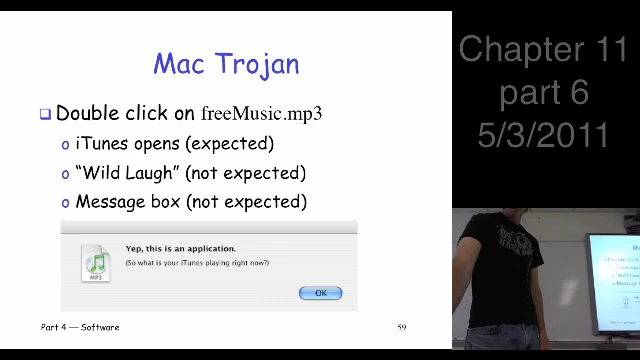 Mac Trojan
❑ Double click on freeMusic.mp3
o iTunes opens (expected)
o “Wild Laugh” (not expected)
o Message box (not expected)
Yep, this is an application.
(So what is your iTunes playing right now?)
MP3
OK
Part 4 — Software
59
Chapter 11
part 6
5/3/2011